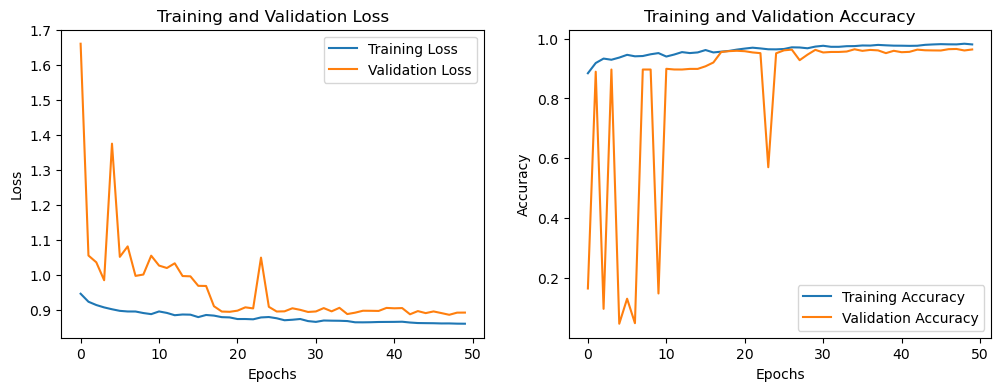 Training and Validation Loss
Training Loss
Validation Loss
1.7
1.6
1.5
1.4
1.3
1.2
1.1
1.0
0.9
Loss
0 10 20 30 40 50
Epochs
Training and Validation Accuracy
1.0
0.8
0.6
0.4
0.2
Accuracy
Training Accuracy
Validation Accuracy
0 10 20 30 40 50
Epochs